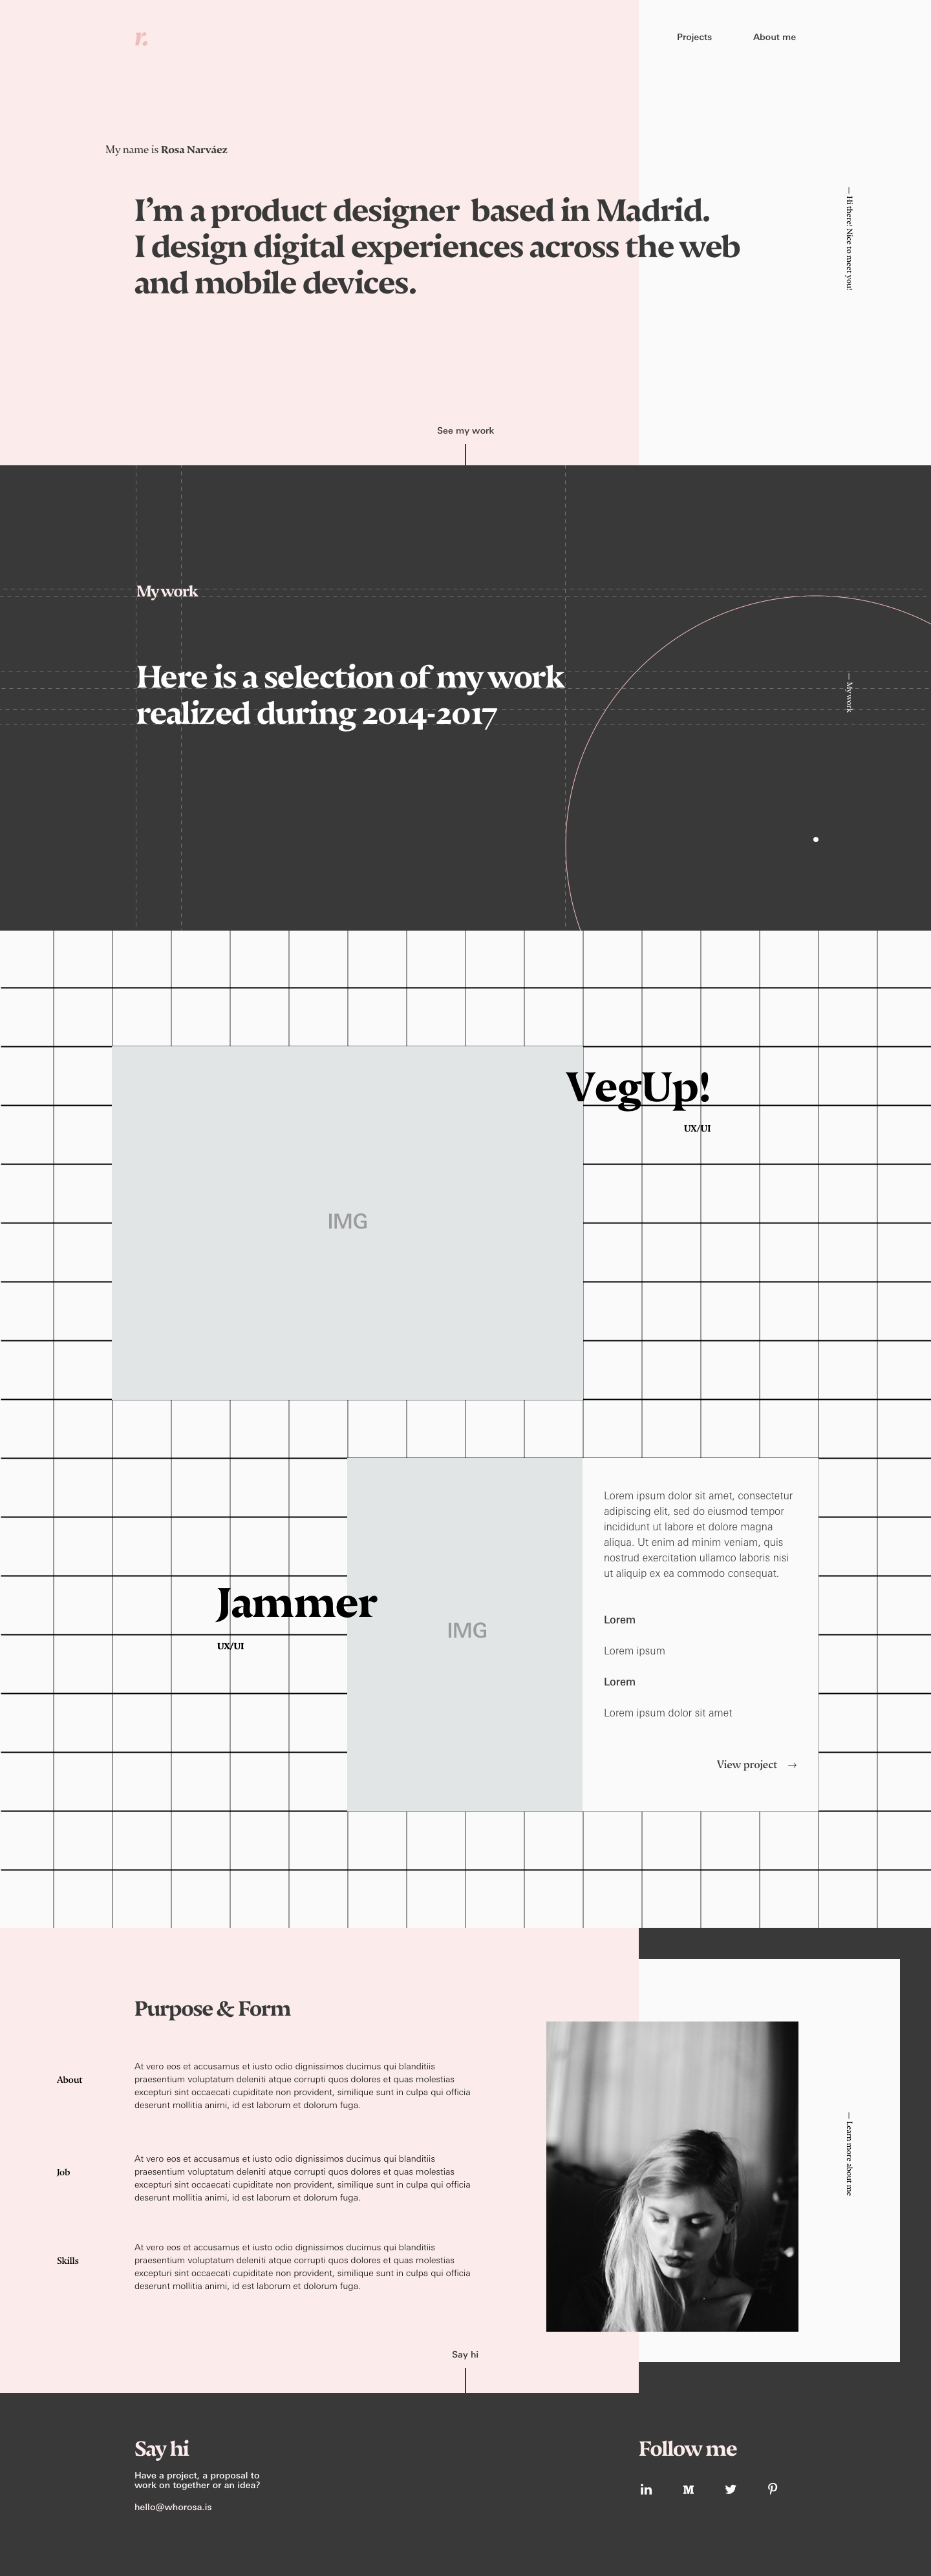 r.
Projects
About me
My name is Rosa Narváez
I’m a product designer based in Madrid.
I design digital experiences across the web
and mobile devices.
— Hi there! Nice to meet you!
See my work
My work
Here is a selection of my work
realized during 2014-2017
— My work
VegUp!
UX/UI
IMG
Jammer
UX/UI
IMG
Lorem ipsum dolor sit amet, consectetur
adipiscing elit, sed do eiusmod tempor
incididunt ut labore et dolore magna
aliqua. Ut enim ad minim veniam, quis
nostrud exercitation ullamco laboris nisi
ut aliquip ex ea commodo consequat.
Lorem
Lorem ipsum
Lorem
Lorem ipsum dolor sit amet
View project →
Purpose & Form
About
At vero eos et accusamus et iusto odio dignissimos ducimus qui blanditiis
praesentium voluptatum deleniti atque corrupti quos dolores et quas molestias
excepturi sint occaecati cupiditate non provident, similique sunt in culpa qui officia
deserunt mollitia animi, id est laborum et dolorum fuga.
Job
At vero eos et accusamus et iusto odio dignissimos ducimus qui blanditiis
praesentium voluptatum deleniti atque corrupti quos dolores et quas molestias
excepturi sint occaecati cupiditate non provident, similique sunt in culpa qui officia
deserunt mollitia animi, id est laborum et dolorum fuga.
Skills
At vero eos et accusamus et iusto odio dignissimos ducimus qui blanditiis
praesentium voluptatum deleniti atque corrupti quos dolores et quas molestias
excepturi sint occaecati cupiditate non provident, similique sunt in culpa qui officia
deserunt mollitia animi, id est laborum et dolorum fuga.
— Learn more about me
Say hi
Say hi
Have a project, a proposal to
work on together or an idea?
hello@whorosa.is
Follow me
in
M